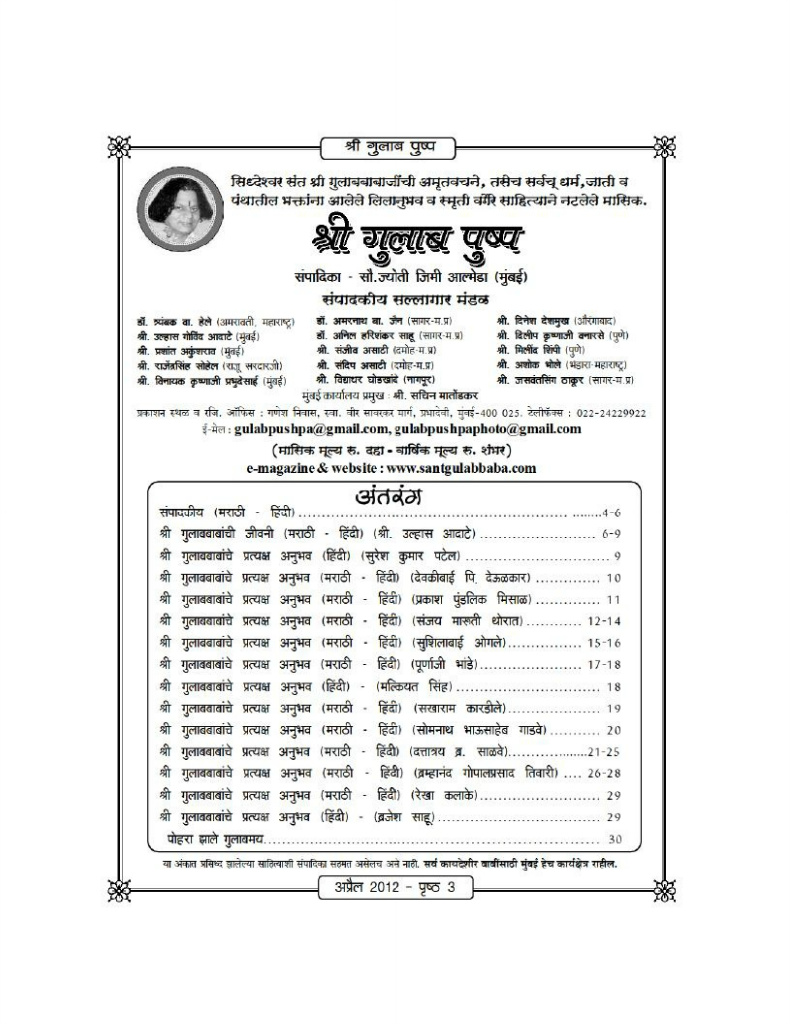 श्री गुलाब पुष्प
सिध्देश्वर संत श्री गुलाबबाबाजींची अमृतवचने, तसेच सर्वच धर्म,जाती व
पंथातील भक्तांना आलेले लिलानुभव व स्मृती वगैरे साहित्याने नटलेले मासिक.
श्री गुलाब पुष्प
संपादिका - सौ.ज्योती जिमी आल्मेडा (मुंबई)
संपादकीय सल्लागार मंडळ
डॉ. त्र्यंबक वा. हेले (अमरावती, महाराष्ट्र) डॉ. अमरनाथ बा. जैन (सागर-म.प्र) श्री. दिनेश देशमुख (औरंगाबाद)
श्री. उल्हास गोविंद आदाटे (मुंबई) डॉ. अनिल हरिशंकर साहू (सागर-म.प्र) श्री. दिलीप कृष्णाजी वनारसे (पुणे)
श्री. प्रशांत अकुंशराव (मुंबई) श्री. संजीव असाटी (दमोह-म.प्र) श्री. मिलींद शिंपी (पुणे)
श्री. राजेंद्रसिंह सोहेल (राजू सरदारजी) श्री. संदिप असाटी (दमोह-म.प्र) श्री. अशोक भोले (भंडारा-महाराष्ट्र)
श्री. विनायक कृष्णाजी प्रभुदेसाई (मुंबई) श्री. विद्याधर घोडखांदे (नागपूर) श्री. जसवंतसिंग ठाकूर (सागर-म.प्र)
मुंबई कार्यालय प्रमुख : श्री. सचिन मातोंडकर
प्रकाशन स्थळ व रजि. ऑफिस : गणेश निवास, स्वा. वीर सावरकर मार्ग, प्रभादेवी, मुंबई-400 025. टेलीफॅक्स : 022-24229922
ई-मेल : gulabpushpa@gmail.com, gulabpushpaphoto@gmail.com
(मासिक मूल्य रु. दहा - वार्षिक मूल्य रु. शंभर)
e-magazine & website : www.santgulabbaba.com
अंतरंग
संपादकीय (मराठी - हिंदी) ........4-6
श्री गुलाबबाबांची जीवनी (मराठी - हिंदी) (श्री. उल्हास आदाटे) ........ 6-9
श्री गुलाबबाबांचे प्रत्यक्ष अनुभव (हिंदी) (सुरेश कुमार पटेल) ........ 9
श्री गुलाबबाबांचे प्रत्यक्ष अनुभव (मराठी - हिंदी) (देवकीबाई पि. देऊळकार) ........ 10
श्री गुलाबबाबांचे प्रत्यक्ष अनुभव (मराठी - हिंदी) (प्रकाश पुंडलिक मिसाळ) ........ 11
श्री गुलाबबाबांचे प्रत्यक्ष अनुभव (मराठी - हिंदी) (संजय मारूती थोरात) ........ 12-14
श्री गुलाबबाबांचे प्रत्यक्ष अनुभव (मराठी - हिंदी) (सुशिलाबाई ओगले) ........ 15-16
श्री गुलाबबाबांचे प्रत्यक्ष अनुभव (मराठी - हिंदी) (पूर्णाजी भांडे) ........ 17-18
श्री गुलाबबाबांचे प्रत्यक्ष अनुभव (हिंदी) - (मल्कियत सिंह) ........ 18
श्री गुलाबबाबांचे प्रत्यक्ष अनुभव (मराठी - हिंदी) (सखाराम कारडीले) ........ 19
श्री गुलाबबाबांचे प्रत्यक्ष अनुभव (मराठी - हिंदी) (सोमनाथ भाऊसाहेब गाडवे) ........ 20
श्री गुलाबबाबांचे प्रत्यक्ष अनुभव (मराठी - हिंदी) (दत्तात्रय ब्र. साळवे) ........21-25
श्री गुलाबबाबांचे प्रत्यक्ष अनुभव (मराठी - हिंदी) (ब्रम्हानंद गोपालप्रसाद तिवारी) .... 26-28
श्री गुलाबबाबांचे प्रत्यक्ष अनुभव (मराठी - हिंदी) (रेखा कलाके) ........ 29
श्री गुलाबबाबांचे प्रत्यक्ष अनुभव (हिंदी) - (ब्रजेश साहू) ........ 29
पोहरा झाले गुलाबमय ........ 30
या अंकात प्रसिध्द झालेल्या साहित्याशी संपादिका सहमत असेलच असे नाही. सर्व कायदेशीर बाबींसाठी मुंबई हेच कार्यक्षेत्र राहील.
अप्रैल 2012 - पृष्ठ 3